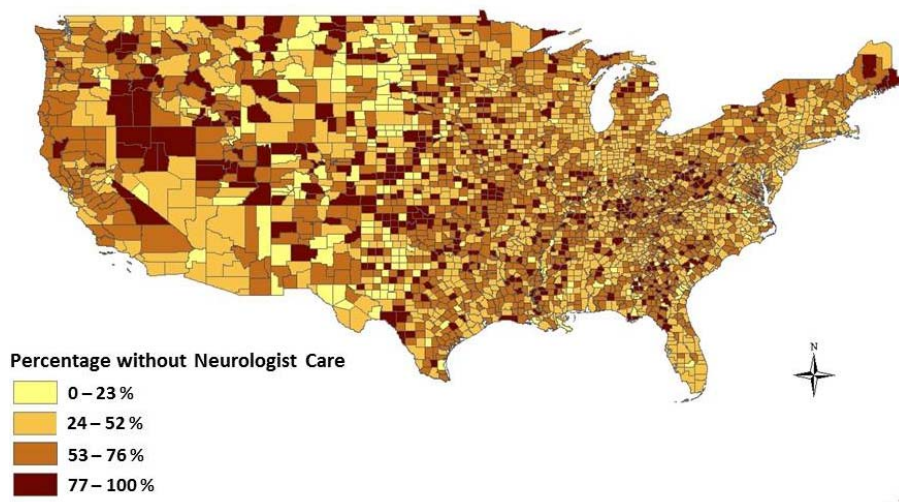 N
Percentage without Neurologist Care
0 – 23 %
24 – 52 %
53 – 76 %
77 – 100 %